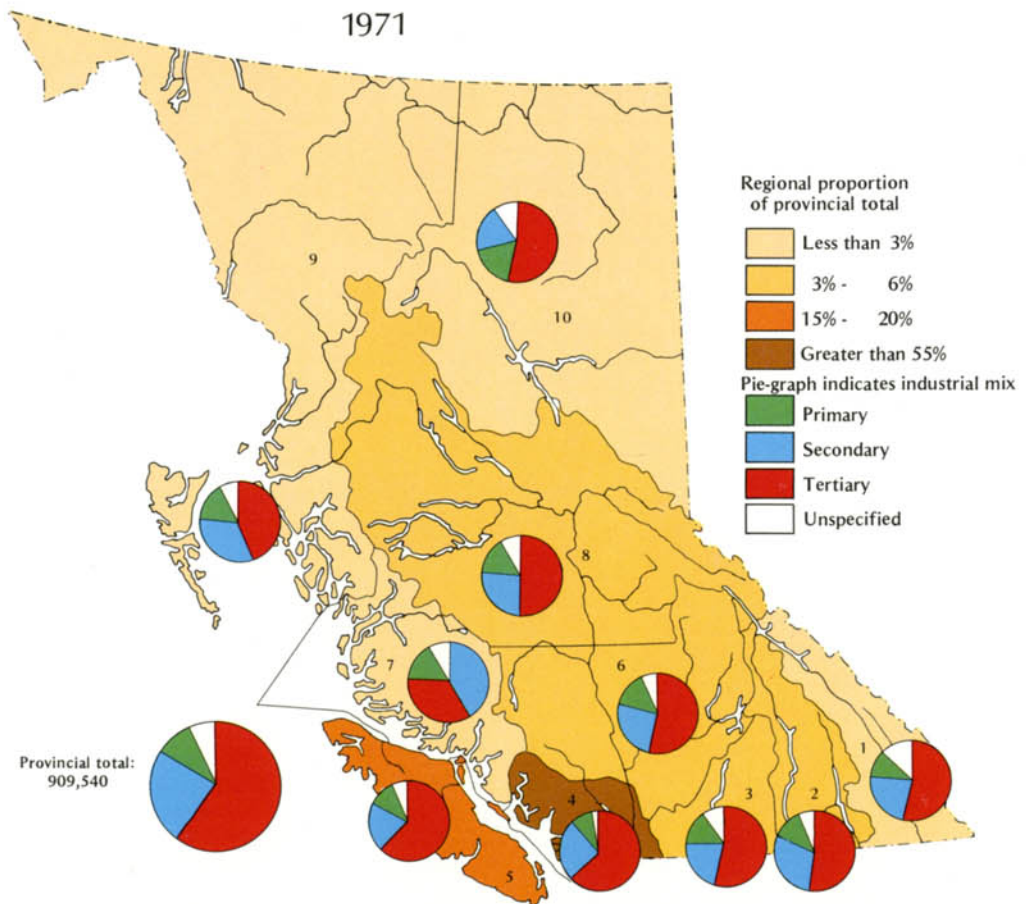 1971
Regional proportion
of provincial total
Less than 3%
3% - 6%
15% - 20%
Greater than 55%
Pie-graph indicates industrial mix
Primary
Secondary
Tertiary
Unspecified
9
10
8
7
6
1
Provincial total:
909,540
4
3
2
5